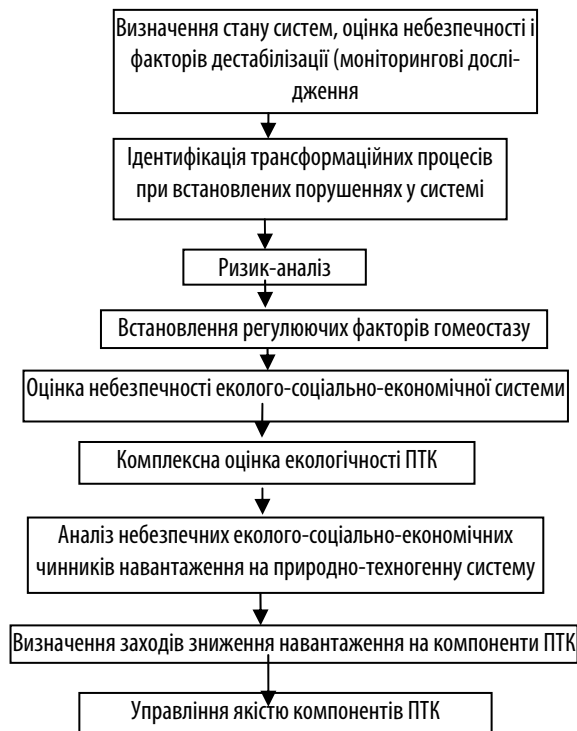 Визначення стану систем, оцінка небезпечності і
факторів дестабілізації (моніторингові дослі-
дження
Ідентифікація трансформаційних процесів
при встановлених порушеннях у системі
Ризик-аналіз
Встановлення регулюючих факторів гомеостазу
Оцінка небезпечності еколого-соціально-економічної системи
Комплексна оцінка екологічності ПТК
Аналіз небезпечних еколого-соціально-економічних
чинників навантаження на природно-техногенну систему
Визначення заходів зниження навантаження на компоненти ПТК
Управління якістю компонентів ПТК